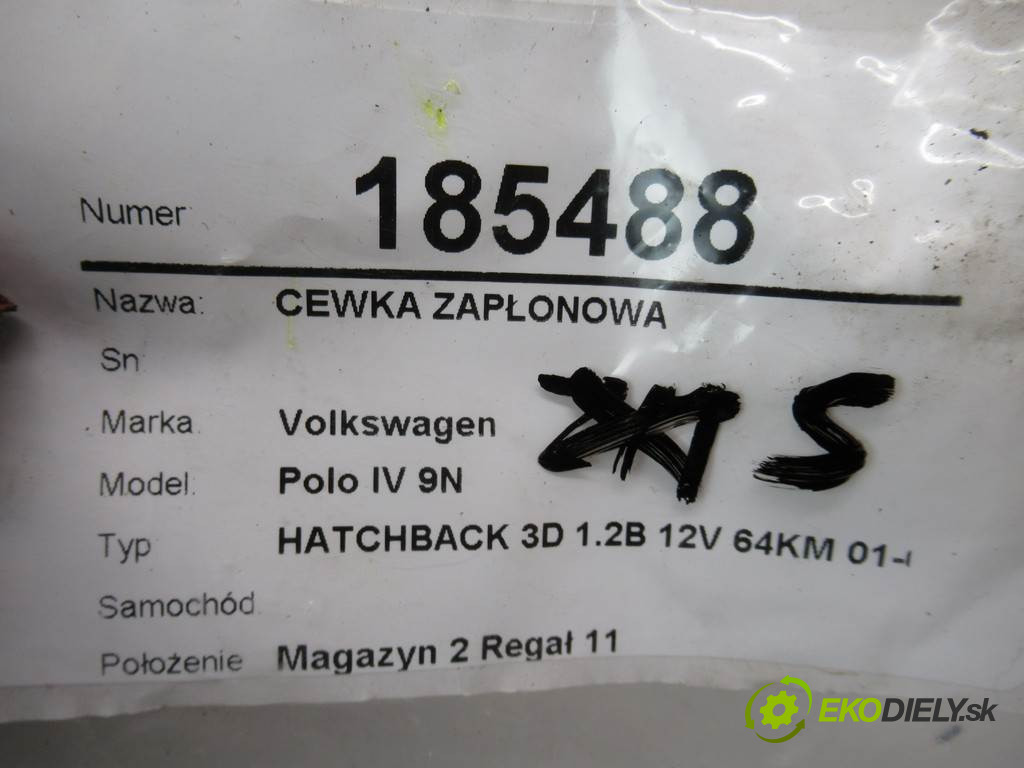 Numer 185488
Nazwa: CEWKA ZAPŁONOWA
Sn
Marka Volkswagen
Model: Polo IV 9N
Typ HATCHBACK 3D 1.2B 12V 64KM 01-
Samochód
Położenie Magazyn 2 Regał 11
EKODIELY.sk